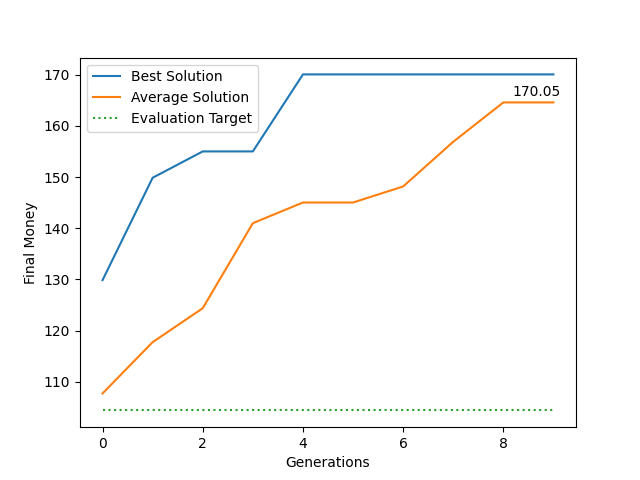 Best Solution
Average Solution
Evaluation Target
170.05
170
160
150
140
130
120
110
Final Money
0 2 4 6 8
Generations